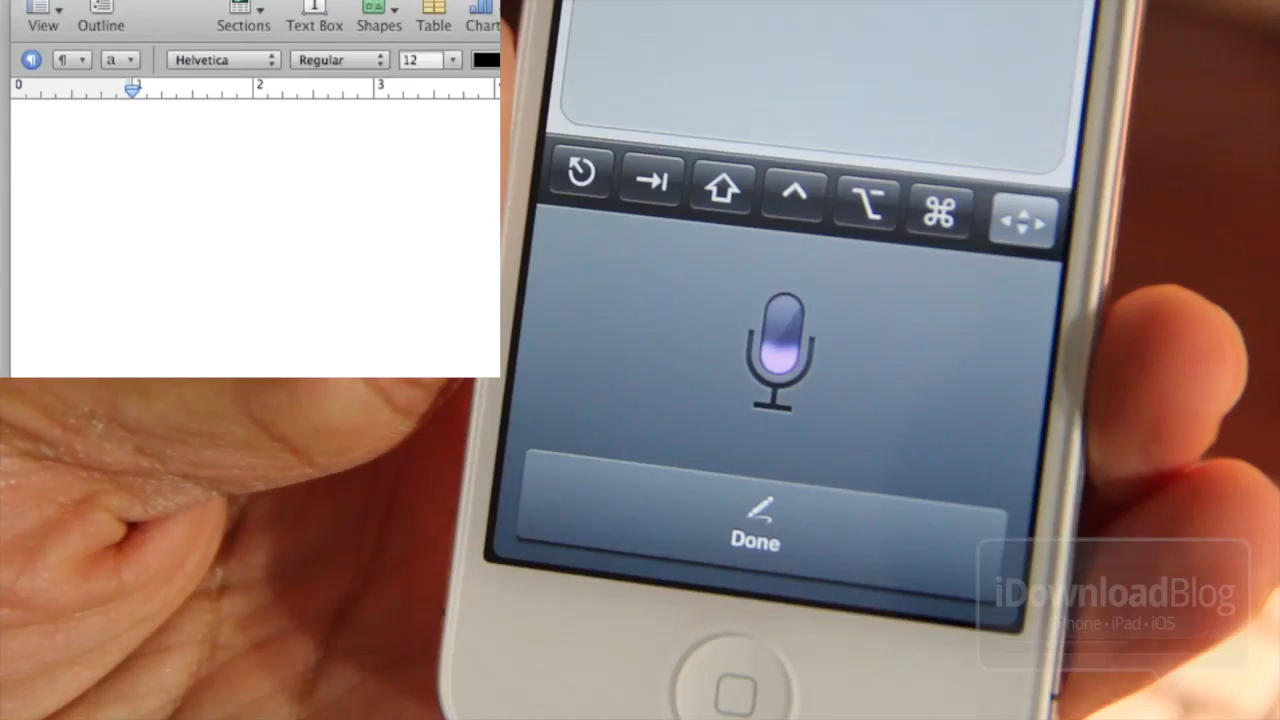 View Outline Sections Text Box Shapes Table Chart
¶ a Helvetica Regular 12
0 1 2 3
Done
iDownloadBlog
iPhone • iPad • iOS